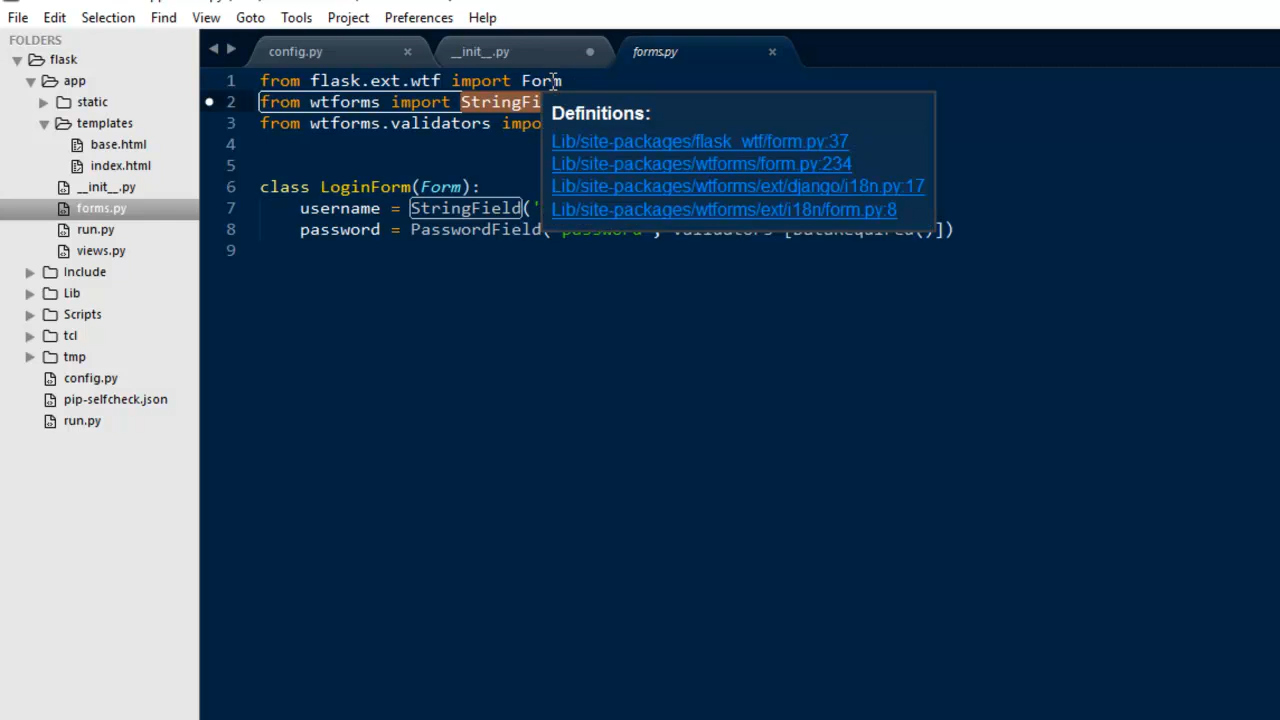 File Edit Selection Find View Goto Tools Project Preferences Help
FOLDERS
flask
app
static
templates
base.html
index.html
__init__.py
forms.py
run.py
views.py
Include
Lib
Scripts
tcl
tmp
config.py
pip-selfcheck.json
run.py
config.py × __init__.py forms.py ×
1 from flask.ext.wtf import Form
2 from wtforms import StringFi
3 from wtforms.validators impo
4
5
6 class LoginForm(Form):
7 username = StringField('
8 password = PasswordField('password', validators=[DataRequired()])
9
Definitions:
Lib/site-packages/flask_wtf/form.py:37
Lib/site-packages/wtforms/form.py:234
Lib/site-packages/wtforms/ext/django/i18n.py:17
Lib/site-packages/wtforms/ext/i18n/form.py:8